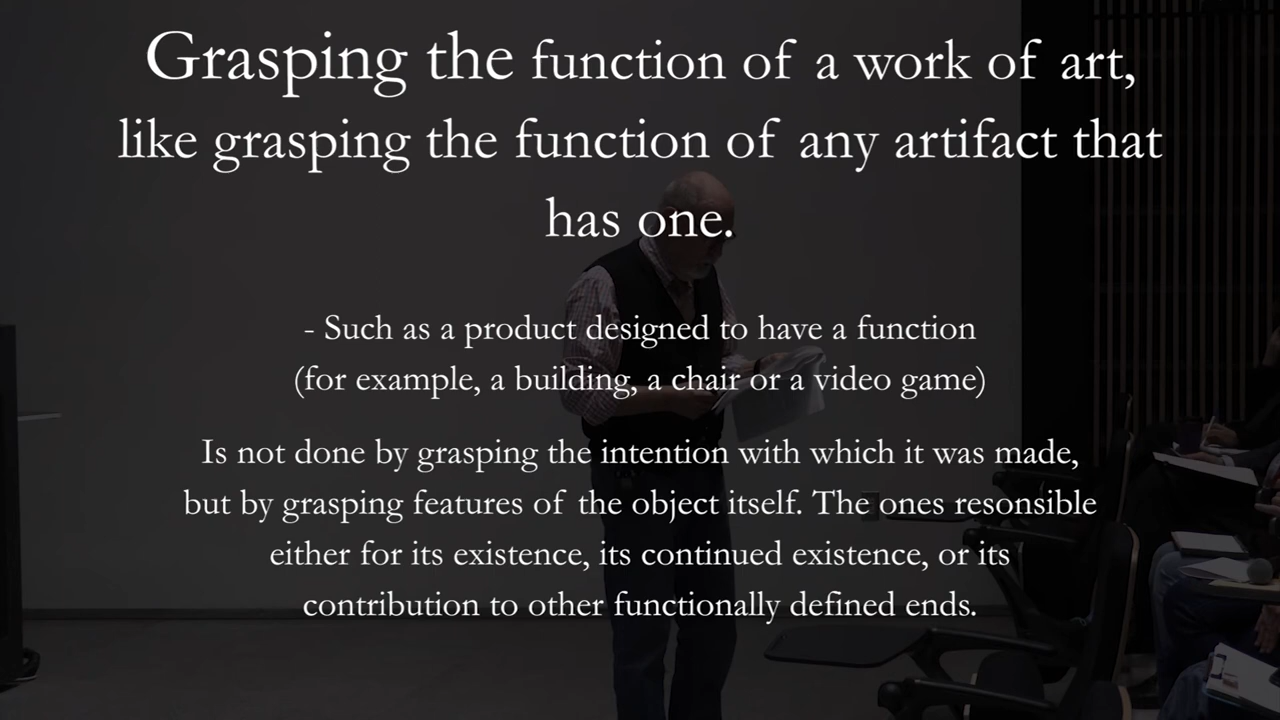 Grasping the function of a work of art,
like grasping the function of any artifact that
has one.
- Such as a product designed to have a function
(for example, a building, a chair or a video game)
Is not done by grasping the intention with which it was made,
but by grasping features of the object itself. The ones resonsible
either for its existence, its continued existence, or its
contribution to other functionally defined ends.